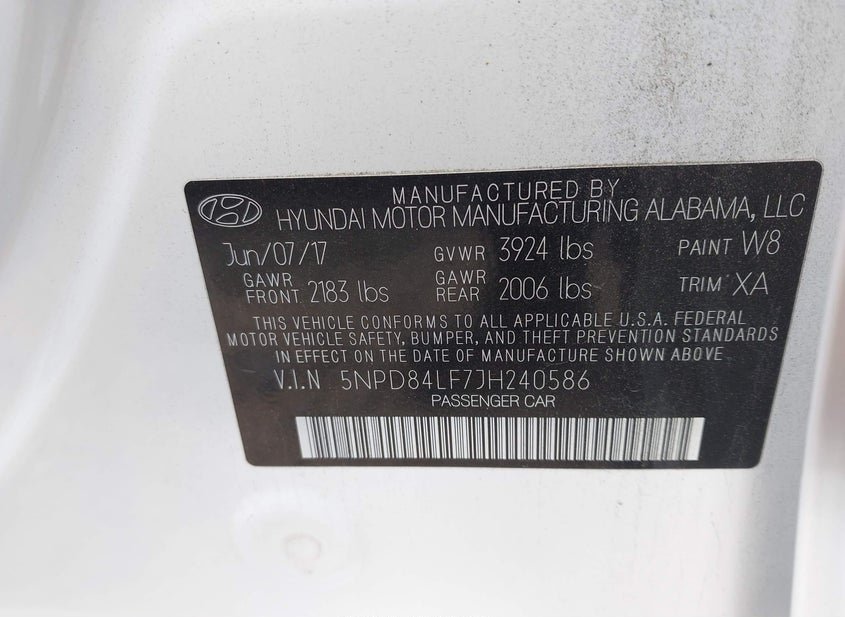 MANUFACTURED BY
HYUNDAI MOTOR MANUFACTURING ALABAMA, LLC
Jun/07/17 GVWR 3924 lbs PAINT W8
GAWR FRONT 2183 lbs GAWR REAR 2006 lbs TRIM XA
THIS VEHICLE CONFORMS TO ALL APPLICABLE U.S.A. FEDERAL
MOTOR VEHICLE SAFETY, BUMPER, AND THEFT PREVENTION STANDARDS
IN EFFECT ON THE DATE OF MANUFACTURE SHOWN ABOVE.
V.I.N 5NPD84LF7JH240586
PASSENGER CAR